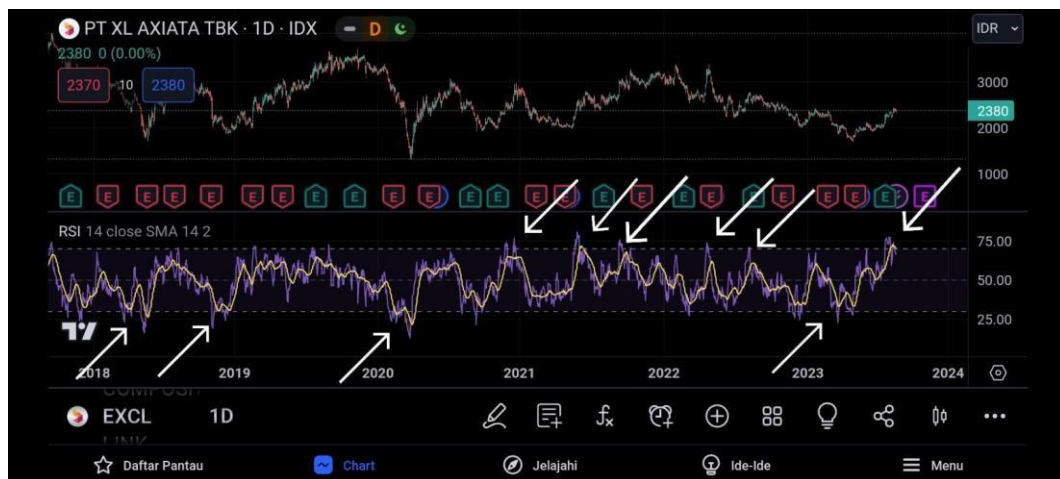 PT XL AXIATA TBK · 1D · IDX D
IDR
2380 0 (0.00%)
2370 10 2380
3000
2380
2000
1000
E E E E E E E E E E E E E E E E E E E E E E E E
RSI 14 close SMA 14 2
75.00
50.00
25.00
2018 2019 2020 2021 2022 2023 2024
EXCL 1D
LINK
Daftar Pantau Chart Jelajahi Ide-Ide Menu